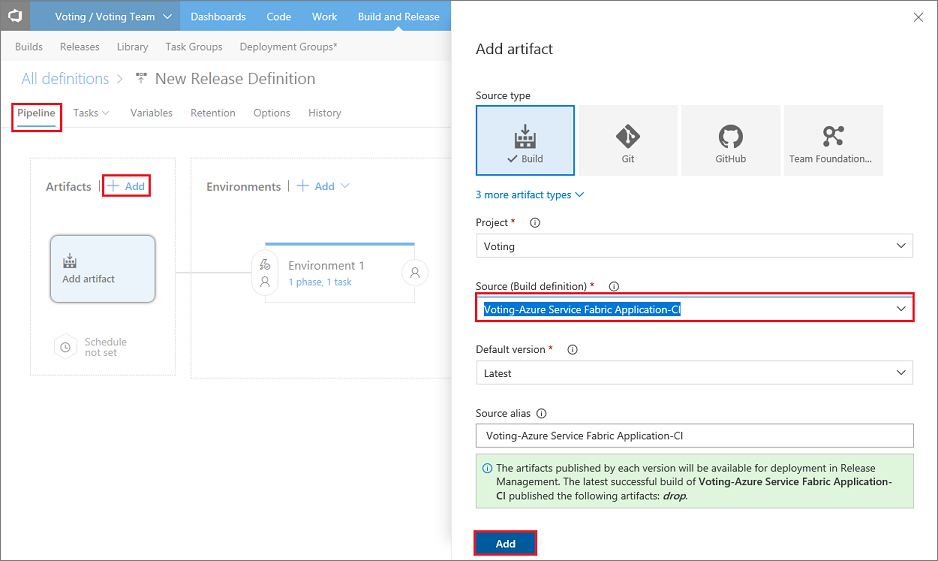 Voting / Voting Team Dashboards Code Work Build and Release
Builds Releases Library Task Groups Deployment Groups*
All definitions > New Release Definition
Pipeline Tasks Variables Retention Options History
Artifacts | + Add
Environments | + Add
Add artifact
Environment 1
1 phase, 1 task
Schedule
not set
Add artifact
Source type
Build
Git
GitHub
Team Foundation...
3 more artifact types
Project *
Voting
Source (Build definition) *
Voting-Azure Service Fabric Application-CI
Default version *
Latest
Source alias
Voting-Azure Service Fabric Application-CI
The artifacts published by each version will be available for deployment in Release
Management. The latest successful build of Voting-Azure Service Fabric Application-
CI published the following artifacts: drop.
Add